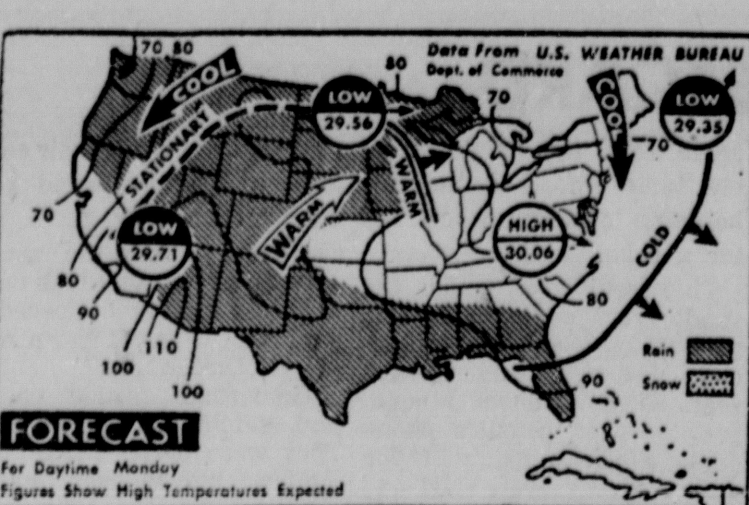 Data From U.S. WEATHER BUREAU
Dept. of Commerce
70 80
80
COOL
LOW
29.56
70
COOL
LOW
29.35
70
STATIONARY
WARM
WARM
70
LOW
29.71
HIGH
30.06
COLD
80
90
80
110
100
100
Rain
Snow
90
FORECAST
For Daytime Monday
Figures Show High Temperatures Expected